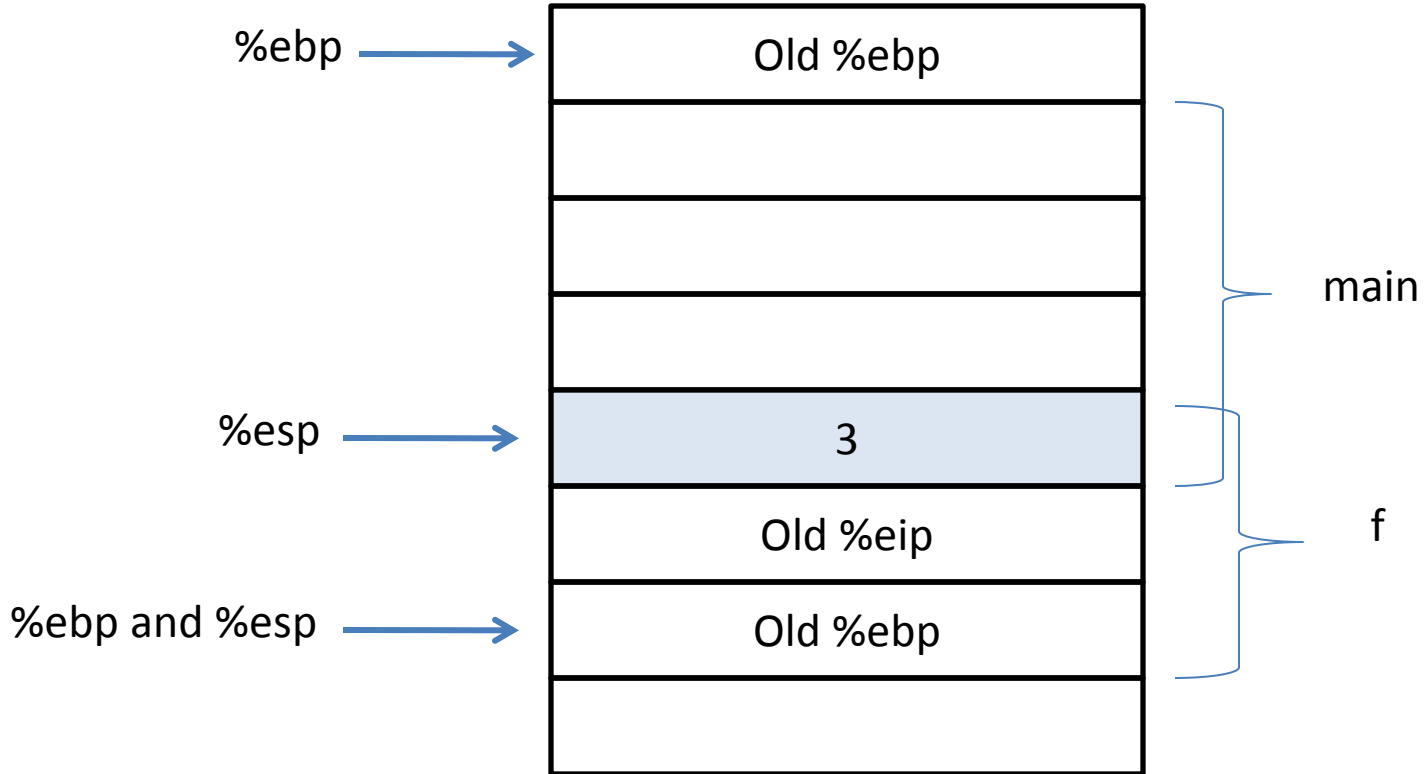 %ebp
Old %ebp
main
%esp
3
Old %eip
f
%ebp and %esp
Old %ebp